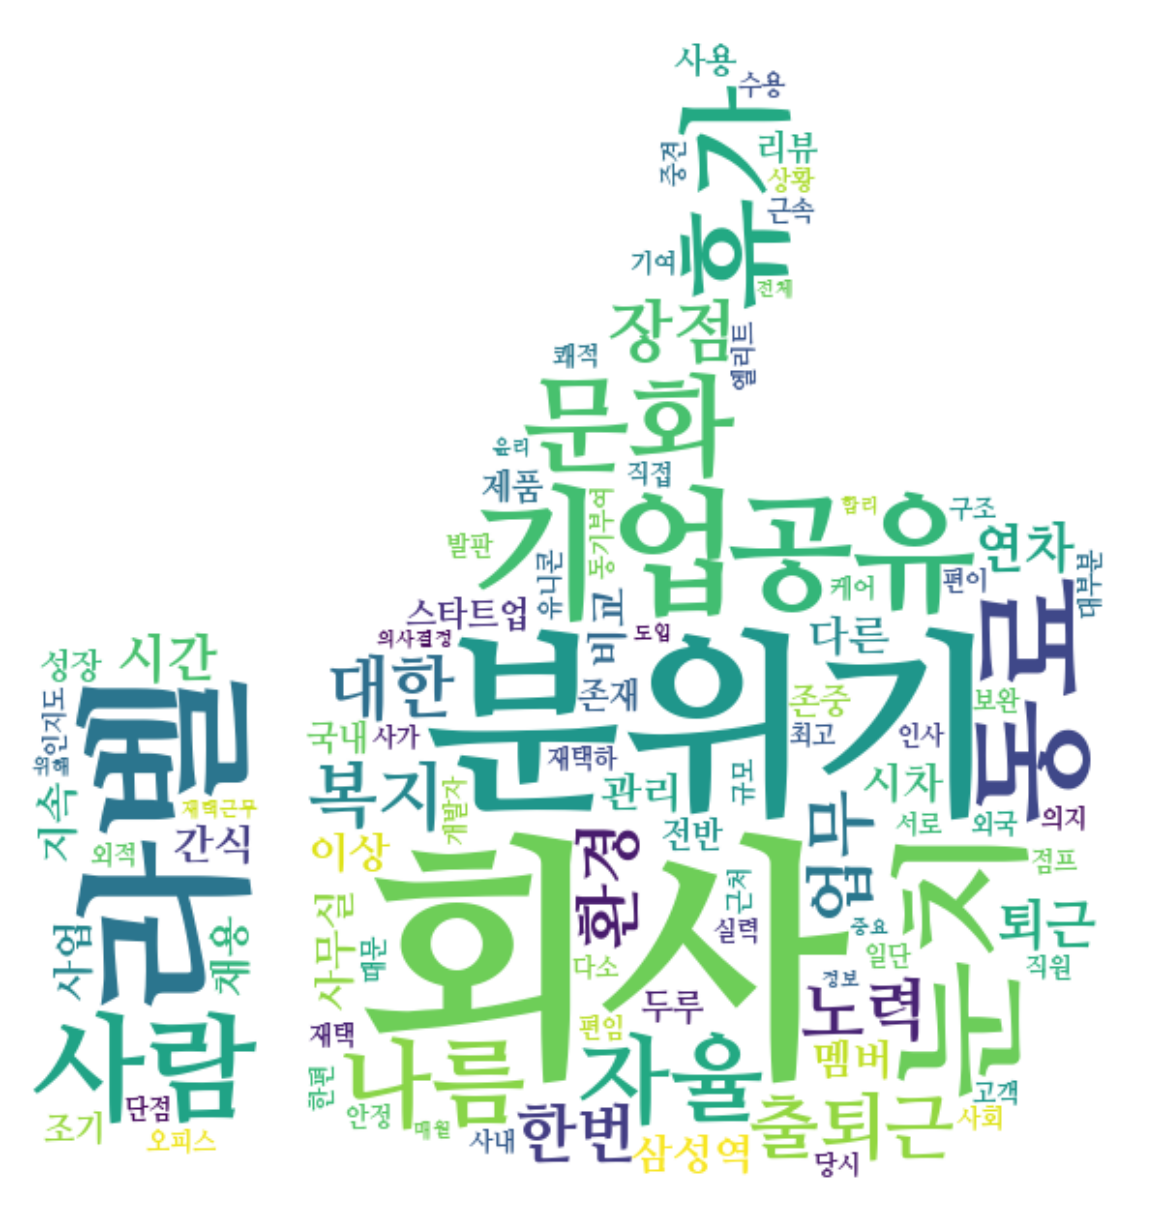 사용
수용
휴가
중견
리뷰
상황
근속
기여
전체
장점
엘리트
쾌적
문화
윤리
직접
제품
기업공유
동기부여
합리
구조
연차
발판
유니콘
케어
편이
대부분
스타트업
비교
도입
의사결정
다른
동료
성장
시간
대한
분위기
존재
존중
보완
국내
사가
재택하
최고
인사
인지도
라벨
복지
관리
규모
시차
개발자
서로
외국
의지
지속
재택근무
외적
간식
이상
전반
환경
업무
눈치
점프
회사
근처
실력
중요
퇴근
사업
채용
사무실
때문
다소
일단
직원
정보
사람
재택
두루
노력
편임
나름
자율
멤버
한편
고객
조기
단점
오피스
안정
매월
사내
한번
삼성역
출퇴근
사회
당시